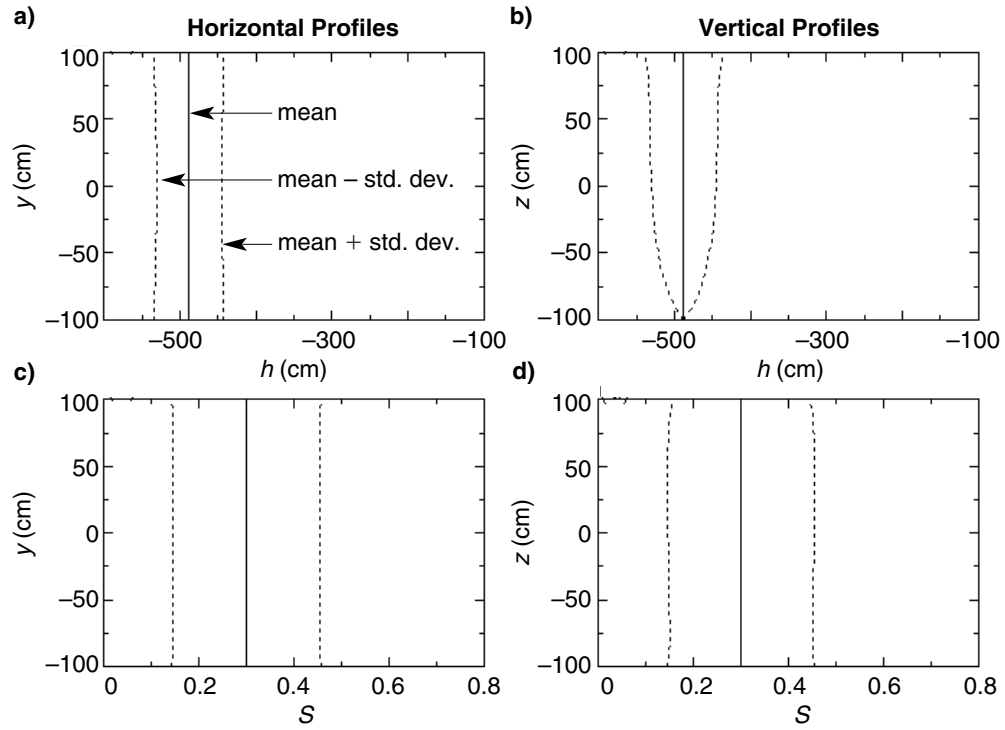 a)
Horizontal Profiles
100
50
0
−50
−100
y (cm)
mean
mean – std. dev.
mean + std. dev.
−500
−300
−100
h (cm)
b)
Vertical Profiles
100
50
0
−50
−100
z (cm)
−500
−300
−100
h (cm)
c)
100
50
0
−50
−100
y (cm)
0 0.2 0.4 0.6 0.8
S
d)
100
50
0
−50
−100
z (cm)
0 0.2 0.4 0.6 0.8
S